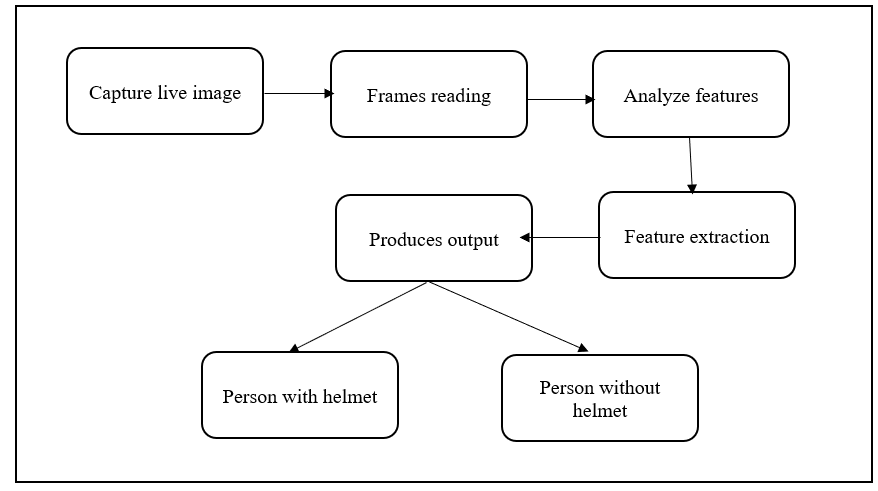 Capture live image
Frames reading
Analyze features
Feature extraction
Produces output
Person with helmet
Person without
helmet